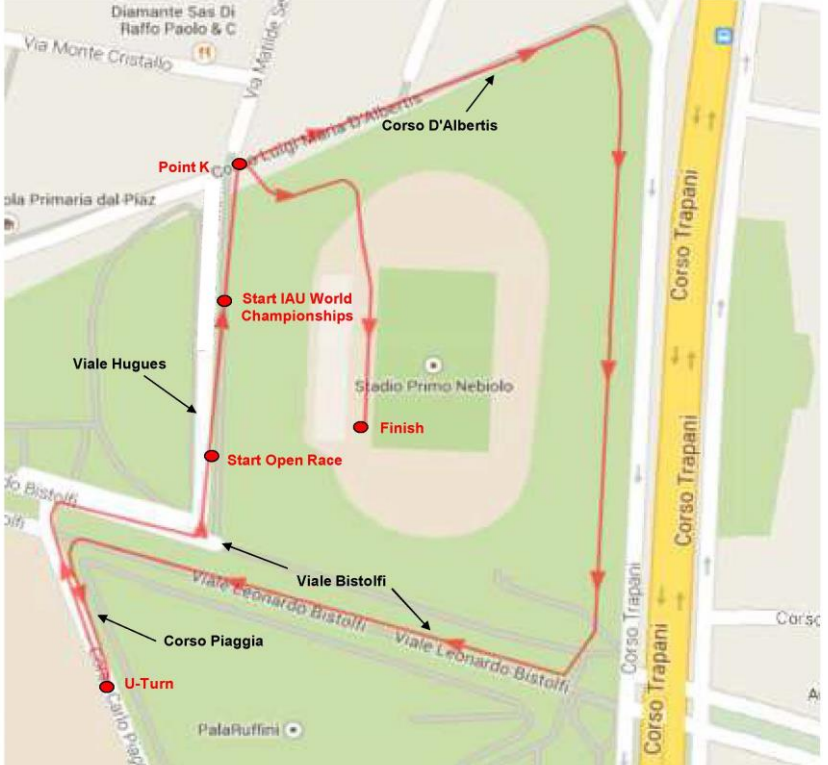 Diamante Sas Di
Raffo Paolo & C
Via Monte Cristallo
Via Matilde Se
Corso D'Albertis
Luigi Maria D'Albertis
Point K
ola Primaria dal Piaz
Corso Trapani
Start IAU World
Championships
Viale Hugues
Stadio Primo Nebiolo
Finish
Start Open Race
Corso Trapani
do Bistolfi
olfi
Viale Bistolfi
Viale Leonardo Bistolfi
Corso Trapani
Corso
Corso Piaggia
Viale Leonardo Bistolfi
U-Turn
Corso Trapani
Carlo Piag
PalaRuffini
A